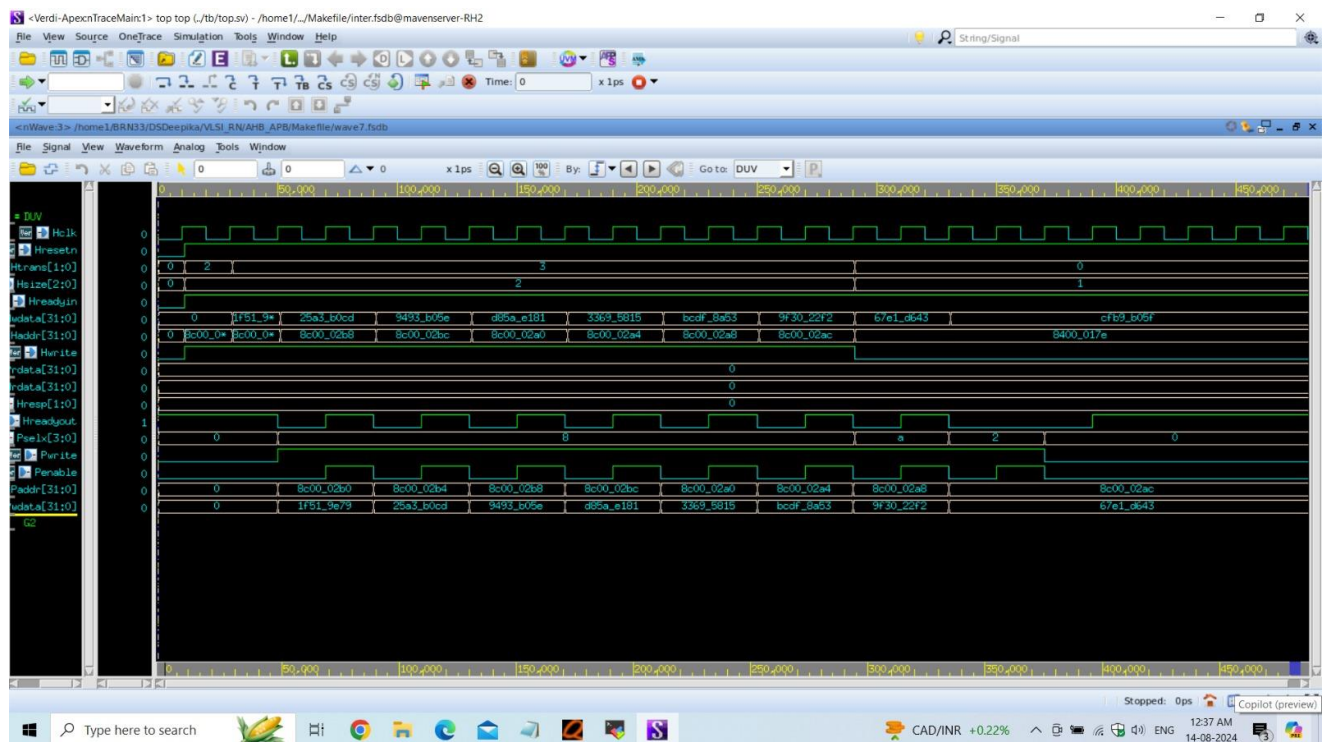 <Verdi-Apex:nTraceMain:1> top top (../tb/top.sv) - /home1/.../Makefile/inter.fsdb@mavenserver-RH2
File View Source OneTrace Simulation Tools Window Help
String/Signal
Time: 0 x 1ps
<nWave:3> /home1/BRN33/DSDeepika/VLSI_RN/AHB_APB/Makefile/wave7.fsdb
File Signal View Waveform Analog Tools Window
0 0 0 x 1ps 100 By: Go to: DUV
0 50,000 100,000 150,000 200,000 250,000 300,000 350,000 400,000 450,000
= DUV
Hclk 0
Hresetn 0
Htrans[1:0] 0 0 2 3 0
Hsize[2:0] 0 0 2 1
Hreadyin 0
wdata[31:0] 0 0 1f51_9* 25a3_b0cd 9493_b05e d85a_e181 3369_5815 bcdf_8a53 9f30_22f2 67e1_d643 cfb9_b05f
Haddr[31:0] 0 0 8c00_0* 8c00_0* 8c00_02b8 8c00_02bc 8c00_02a0 8c00_02a4 8c00_02a8 8c00_02ac 8400_017e
Hwrite 0
rdata[31:0] 0 0
rdata[31:0] 0 0
Hresp[1:0] 0 0
Hreadyout 1
Pselx[3:0] 0 0 8 a 2 0
Pwrite 0
Penable 0
Paddr[31:0] 0 0 8c00_02b0 8c00_02b4 8c00_02b8 8c00_02bc 8c00_02a0 8c00_02a4 8c00_02a8 8c00_02ac
wdata[31:0] 0 0 1f51_9e79 25a3_b0cd 9493_b05e d85a_e181 3369_5815 bcdf_8a53 9f30_22f2 67e1_d643
G2
0 50,000 100,000 150,000 200,000 250,000 300,000 350,000 400,000 450,000
Stopped: 0ps
Copilot (preview)
Type here to search
CAD/INR +0.22% ENG
12:37 AM
14-08-2024
3